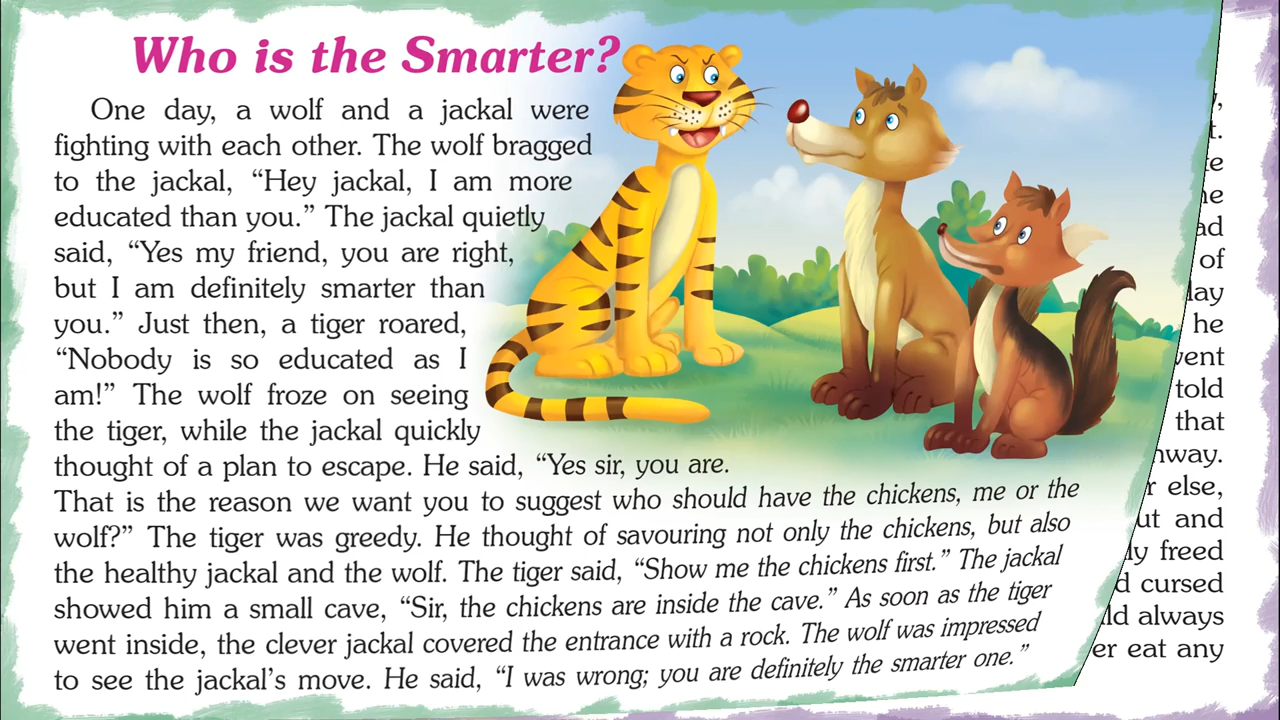 Who is the Smarter?
One day, a wolf and a jackal were
fighting with each other. The wolf bragged
to the jackal, “Hey jackal, I am more
educated than you.” The jackal quietly
said, “Yes my friend, you are right,
but I am definitely smarter than
you.” Just then, a tiger roared,
“Nobody is so educated as I
am!” The wolf froze on seeing
the tiger, while the jackal quickly
thought of a plan to escape. He said, “Yes sir, you are.
That is the reason we want you to suggest who should have the chickens, me or the
wolf?” The tiger was greedy. He thought of savouring not only the chickens, but also
the healthy jackal and the wolf. The tiger said, “Show me the chickens first.” The jackal
showed him a small cave, “Sir, the chickens are inside the cave.” As soon as the tiger
went inside, the clever jackal covered the entrance with a rock. The wolf was impressed
to see the jackal’s move. He said, “I was wrong; you are definitely the smarter one.”
of
he
told
that
else,
and
freed
cursed
always
eat any